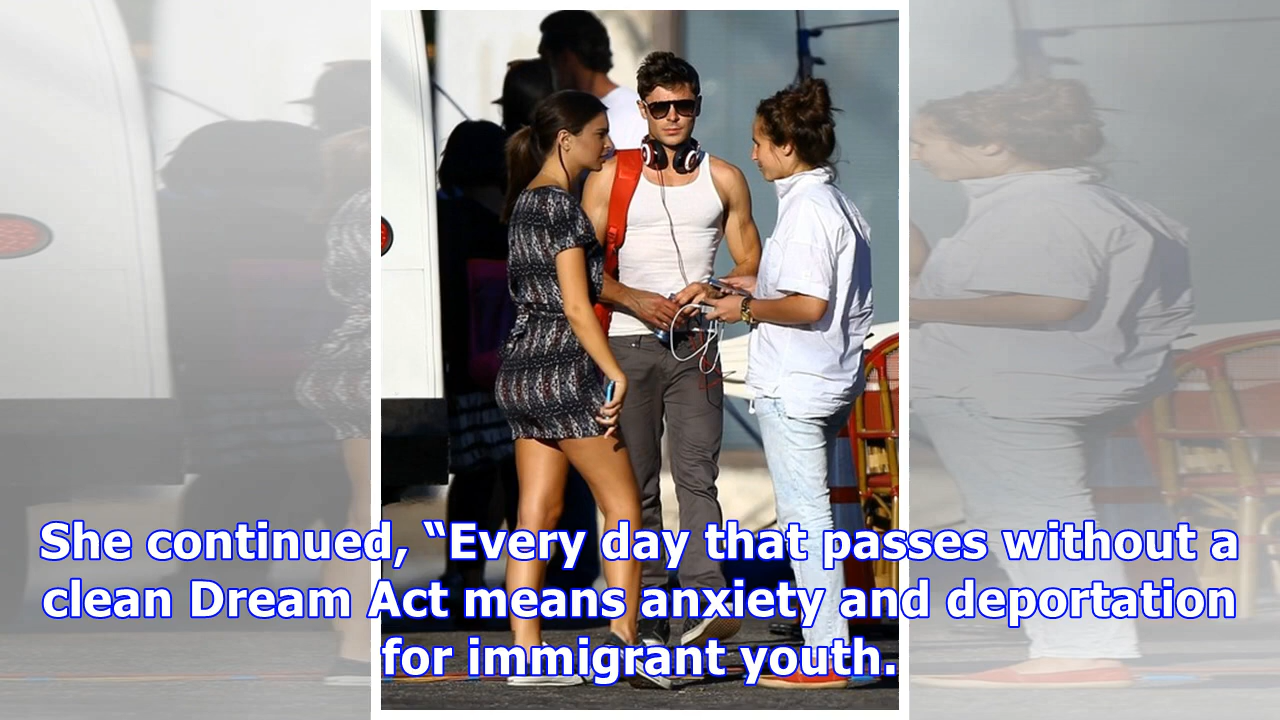 She continued, “Every day that passes without a
clean Dream Act means anxiety and deportation
for immigrant youth.